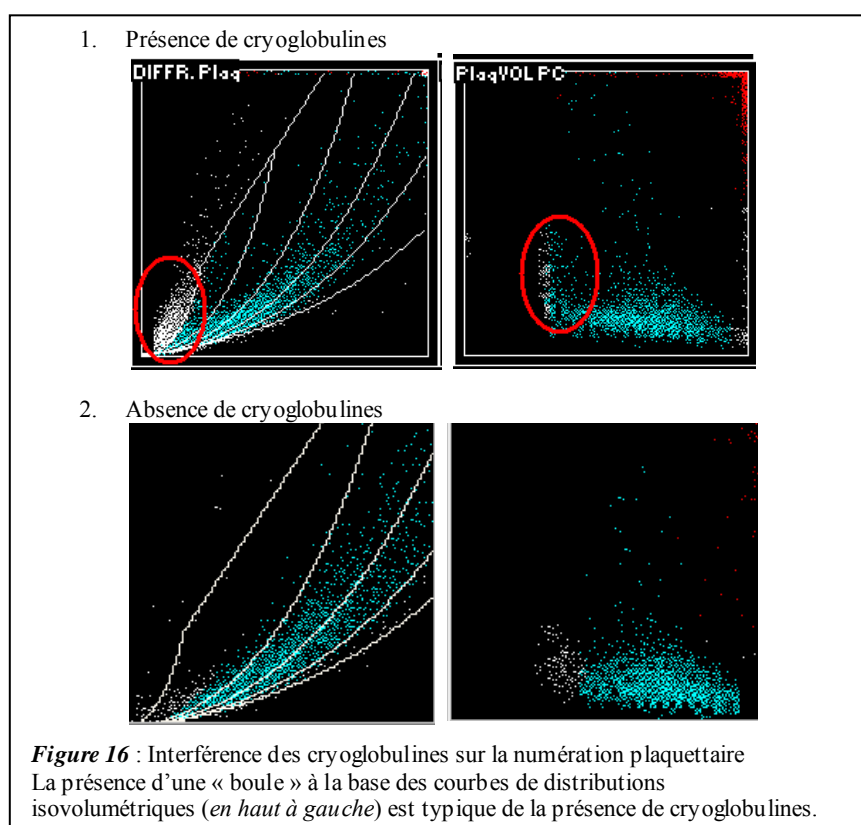 1. Présence de cryoglobulines
DIFFR. Plaq
PlaqVOL PC
2. Absence de cryoglobulines
Figure 16 : Interférence des cryoglobulines sur la numération plaquettaire
La présence d’une « boule » à la base des courbes de distributions
isovolumétriques (en haut à gauche) est typique de la présence de cryoglobulines.